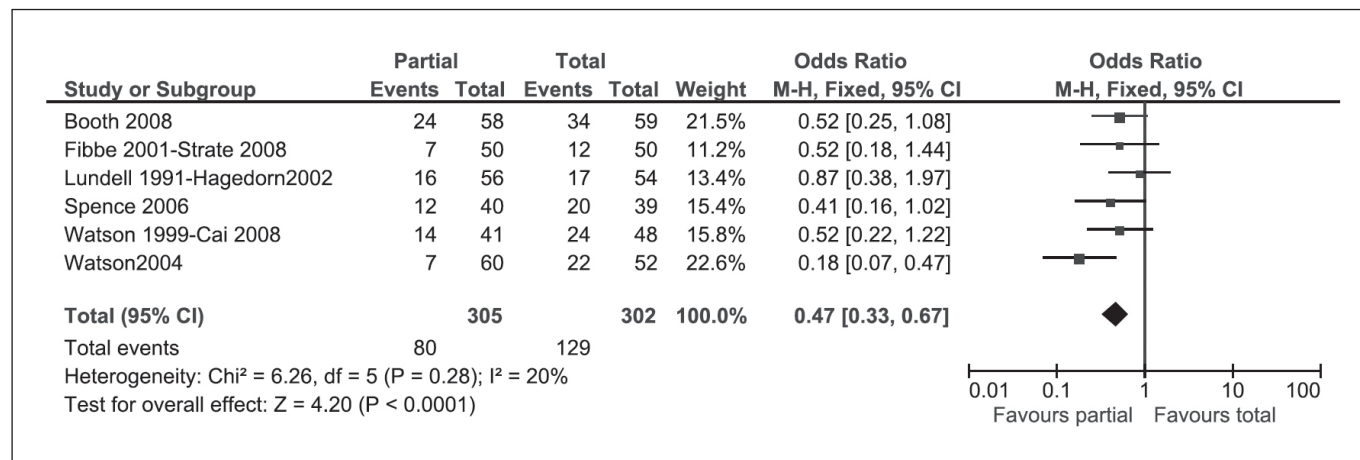 Partial Total Odds Ratio Odds Ratio
Study or Subgroup Events Total Events Total Weight M-H, Fixed, 95% CI M-H, Fixed, 95% CI
Booth 2008 24 58 34 59 21.5% 0.52 [0.25, 1.08]
Fibbe 2001-Strate 2008 7 50 12 50 11.2% 0.52 [0.18, 1.44]
Lundell 1991-Hagedorn2002 16 56 17 54 13.4% 0.87 [0.38, 1.97]
Spence 2006 12 40 20 39 15.4% 0.41 [0.16, 1.02]
Watson 1999-Cai 2008 14 41 24 48 15.8% 0.52 [0.22, 1.22]
Watson2004 7 60 22 52 22.6% 0.18 [0.07, 0.47]
Total (95% CI) 305 302 100.0% 0.47 [0.33, 0.67]
Total events 80 129
Heterogeneity: Chi² = 6.26, df = 5 (P = 0.28); I² = 20%
Test for overall effect: Z = 4.20 (P < 0.0001)
0.01 0.1 1 10 100
Favours partial Favours total